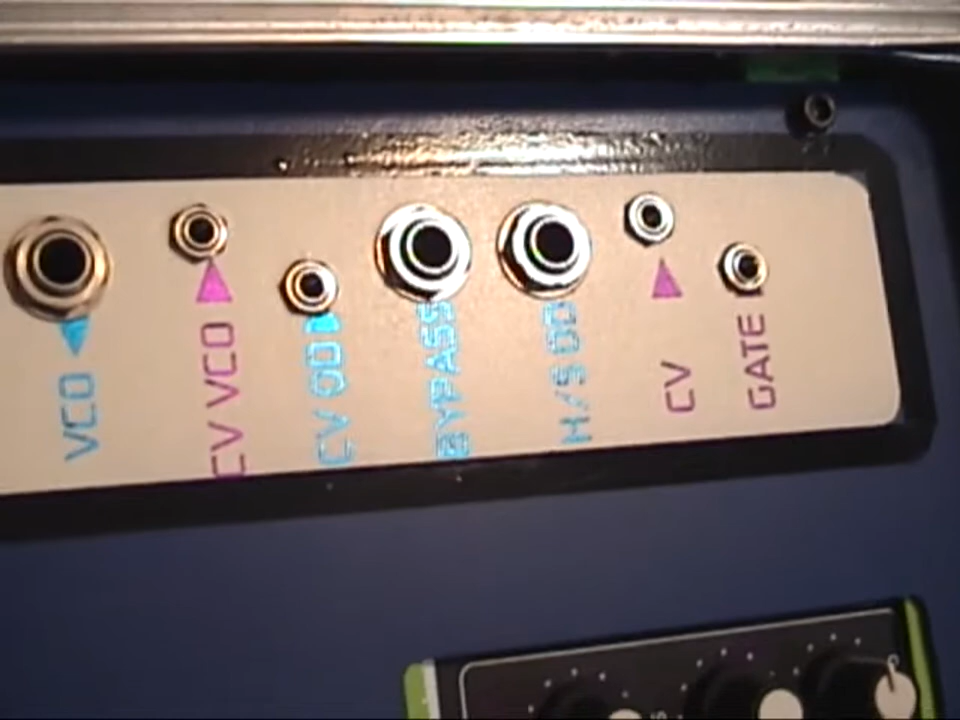 VCO
CV VCO
CV OD
BYPASS
H/S OD
CV
GATE